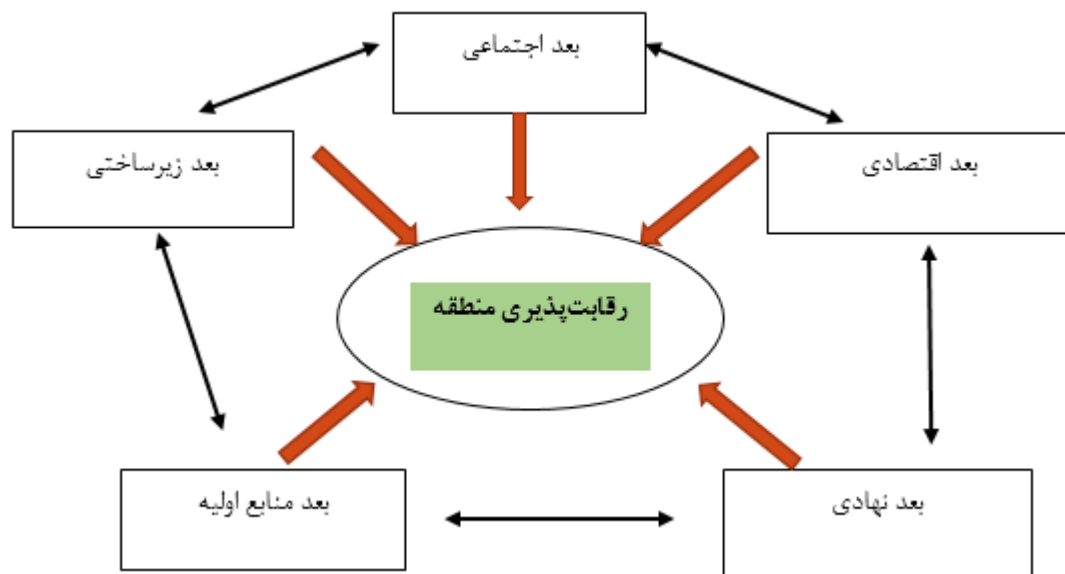 بعد اجتماعی
بعد اقتصادی
بعد زیرساختی
رقابت‌پذیری منطقه
بعد نهادی
بعد منابع اولیه